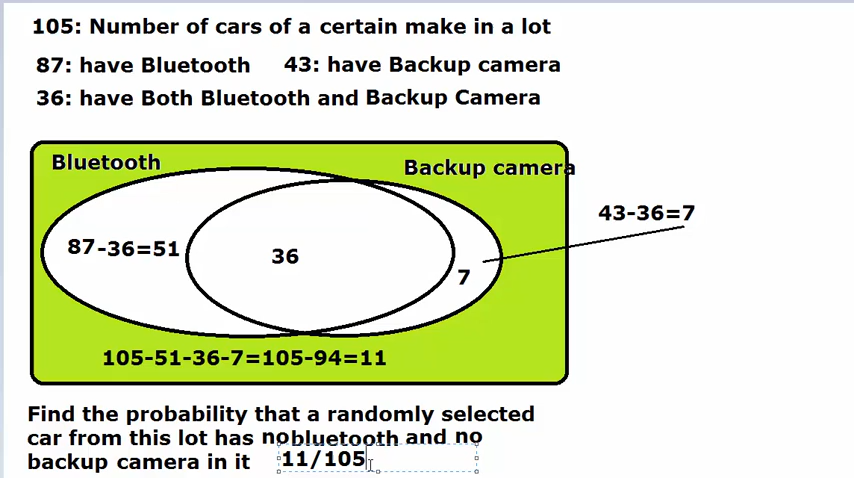 105: Number of cars of a certain make in a lot
87: have Bluetooth 43: have Backup camera
36: have Both Bluetooth and Backup Camera
Bluetooth
Backup camera
43-36=7
87-36=51
36
7
105-51-36-7=105-94=11
Find the probability that a randomly selected
car from this lot has no bluetooth and no
backup camera in it 11/105